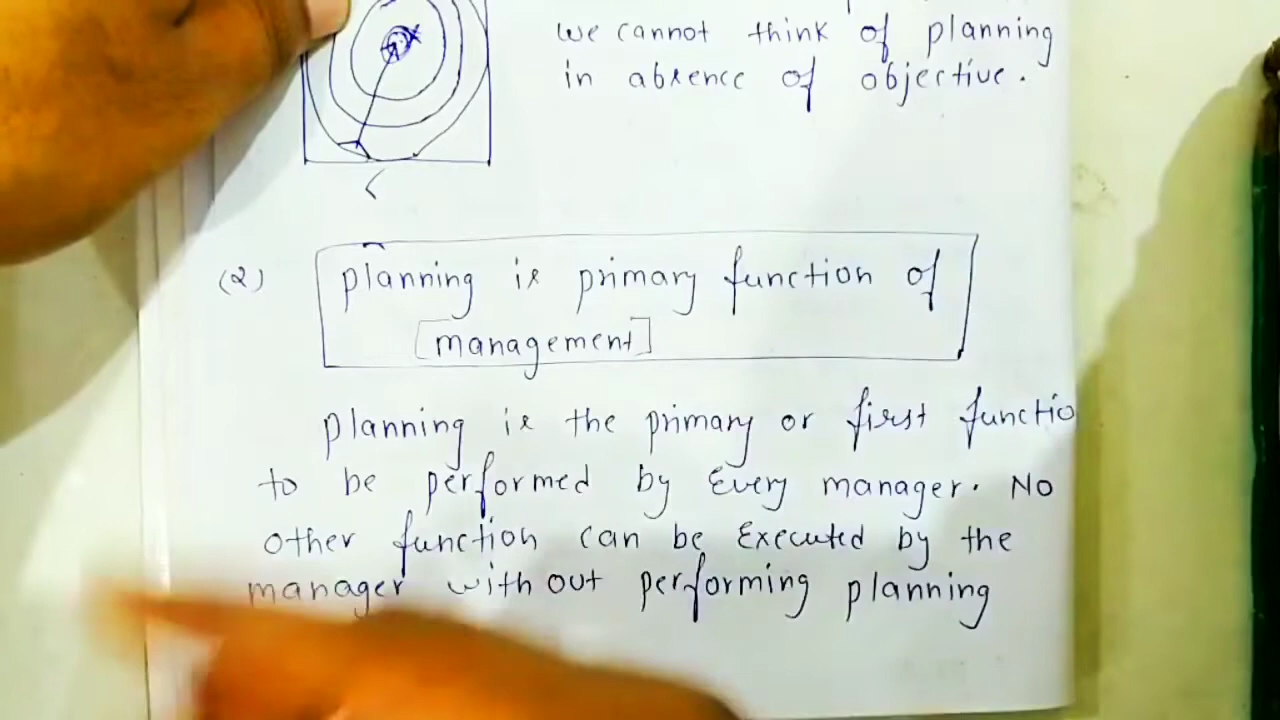 we cannot think of planning
in absence of objective.
(2) planning is primary function of
management
planning is the primary or first functio
to be performed by Every manager. No
other function can be Executed by the
manager without performing planning